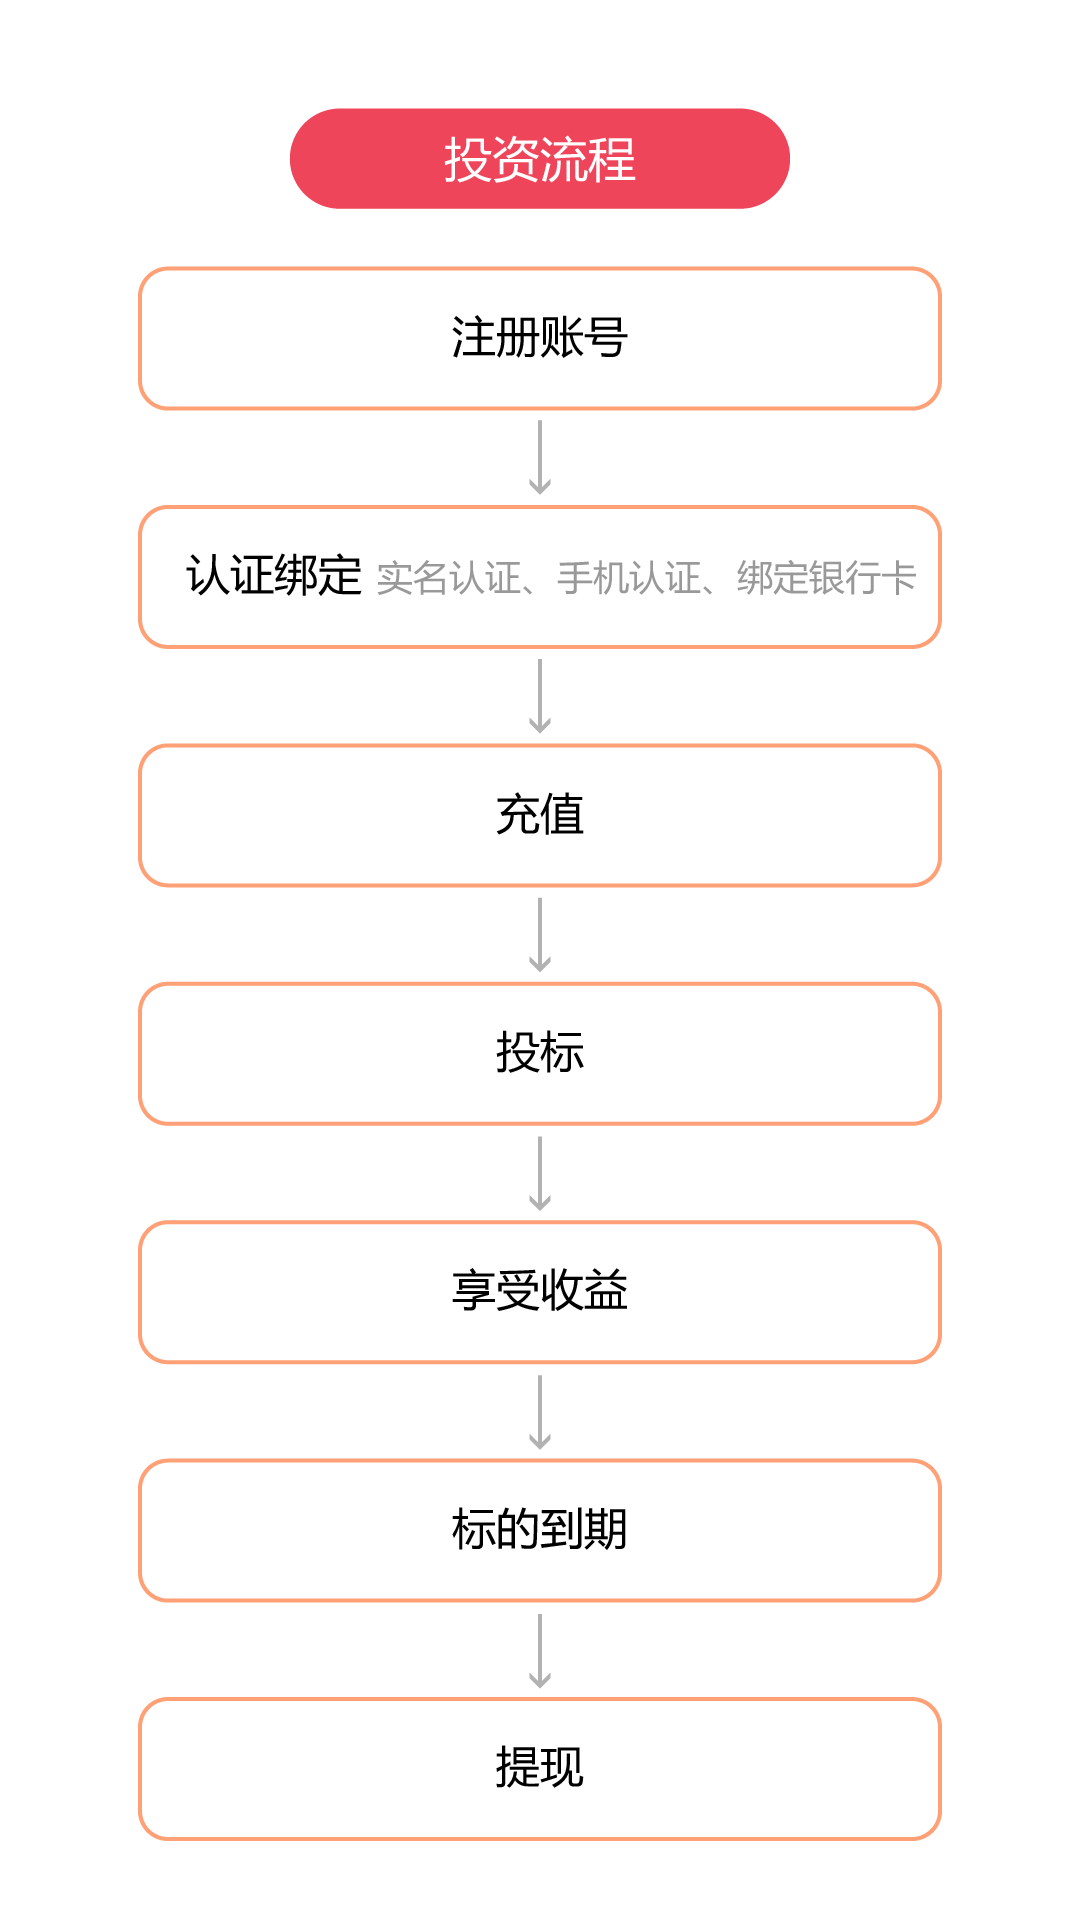 投资流程
注册账号
认证绑定 实名认证、手机认证、绑定银行卡
充值
投标
享受收益
标的到期
提现